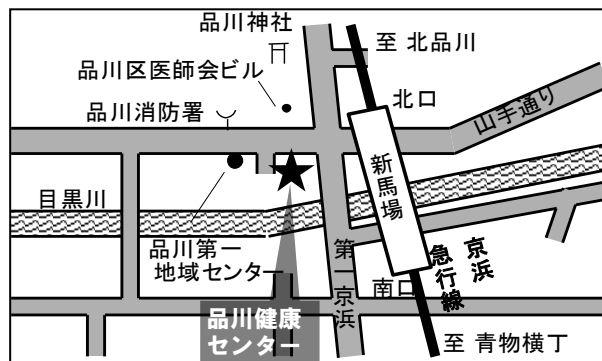 品川神社
至 北品川
品川区医師会ビル
北口
品川消防署
山手通り
新馬場
目黒川
品川第一
地域センター
第一京浜
京浜
急行線
南口
品川健康
センター
至 青物横丁